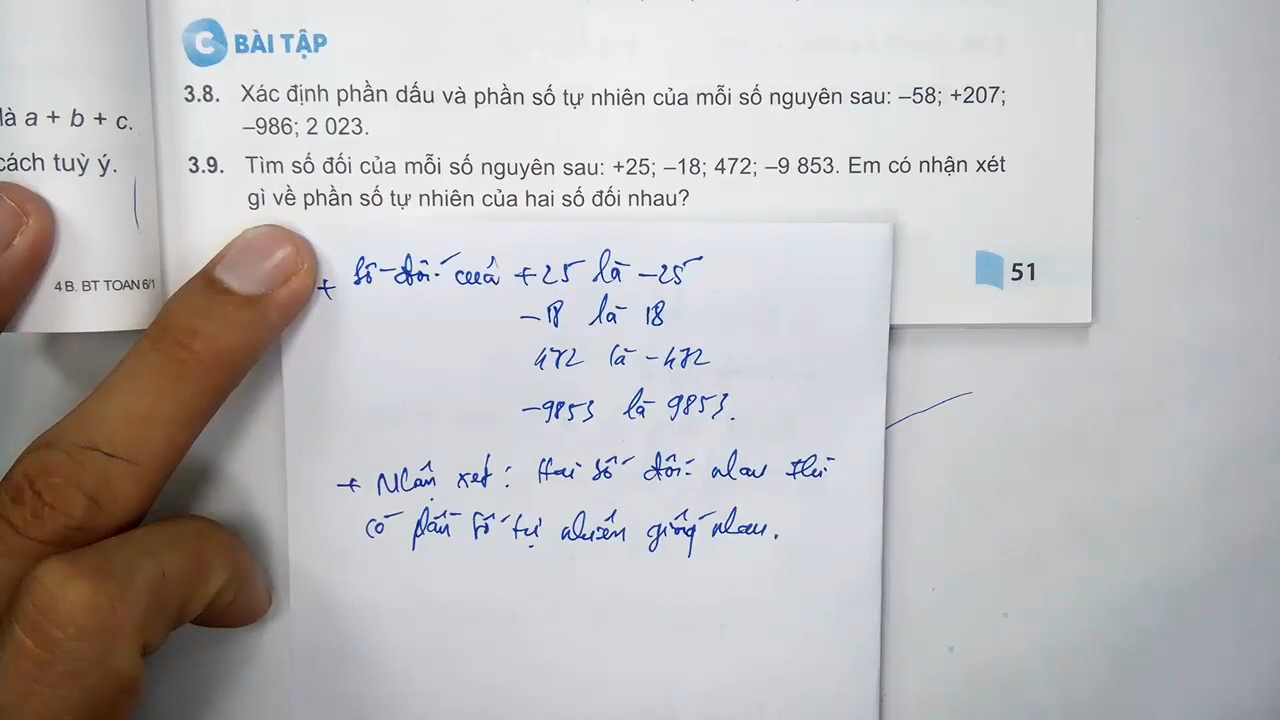 C BÀI TẬP
3.8. Xác định phần dấu và phần số tự nhiên của mỗi số nguyên sau: –58; +207;
–986; 2 023.
là a + b + c.
cách tuỳ ý.
3.9. Tìm số đối của mỗi số nguyên sau: +25; –18; 472; –9 853. Em có nhận xét
gì về phần số tự nhiên của hai số đối nhau?
4B. BT TOAN 6/1
51
+ Số đối của +25 là –25
–18 là 18
472 là –472
–9853 là 9853.
+ Nhận xét: Hai số đối nhau thì
có phần số tự nhiên giống nhau.